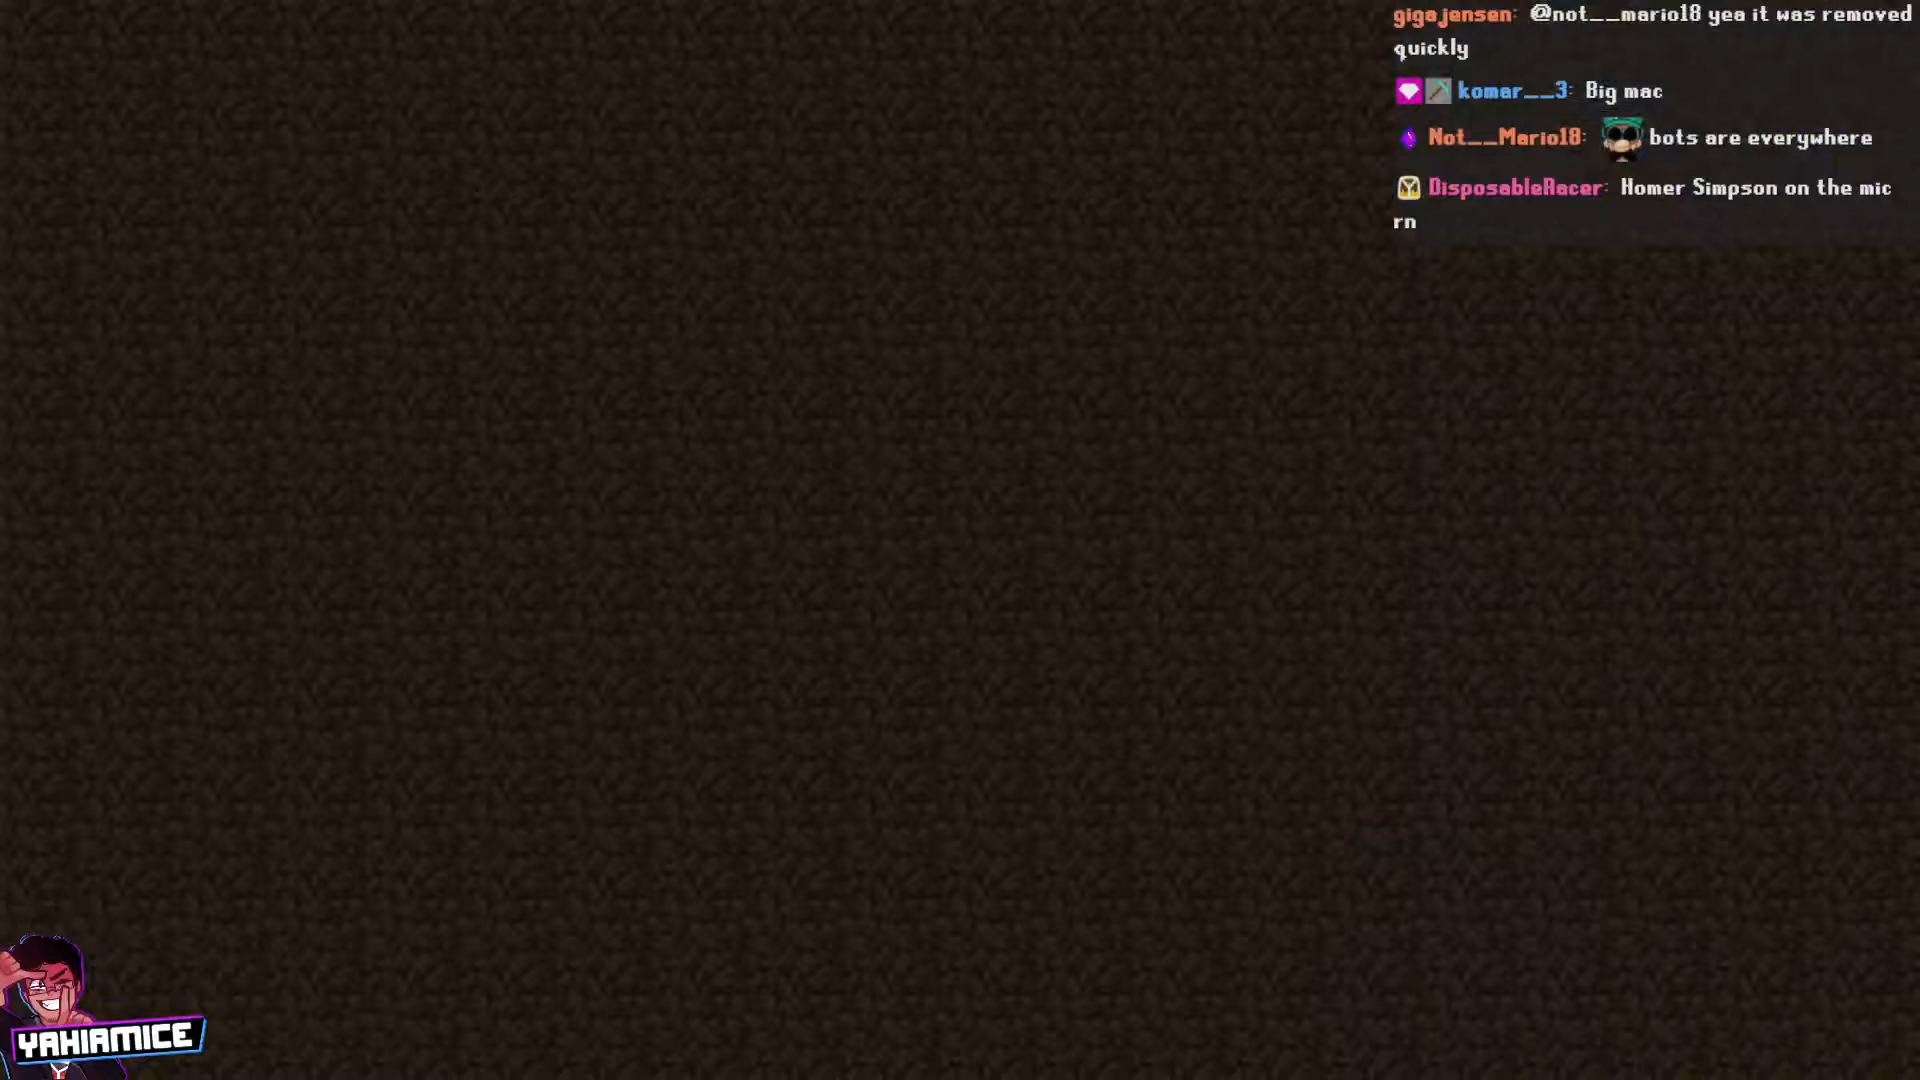 gigajensen: @not__mario18 yea it was removed
quickly
komar__3: Big mac
Not__Mario18: bots are everywhere
DisposableRacer: Homer Simpson on the mic
rn
YAHIAMICE